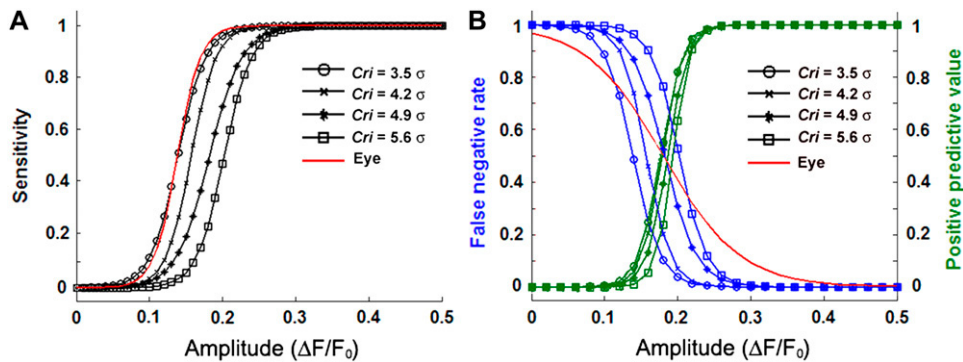 A
Sensitivity
1
0.8
0.6
0.4
0.2
0
0 0.1 0.2 0.3 0.4 0.5
Amplitude (ΔF/F₀)
Cri = 3.5 σ
Cri = 4.2 σ
Cri = 4.9 σ
Cri = 5.6 σ
Eye
B
False negative rate
1
0.8
0.6
0.4
0.2
0
0 0.1 0.2 0.3 0.4 0.5
Amplitude (ΔF/F₀)
Cri = 3.5 σ
Cri = 4.2 σ
Cri = 4.9 σ
Cri = 5.6 σ
Eye
1
0.8
0.6
0.4
0.2
0
Positive predictive value